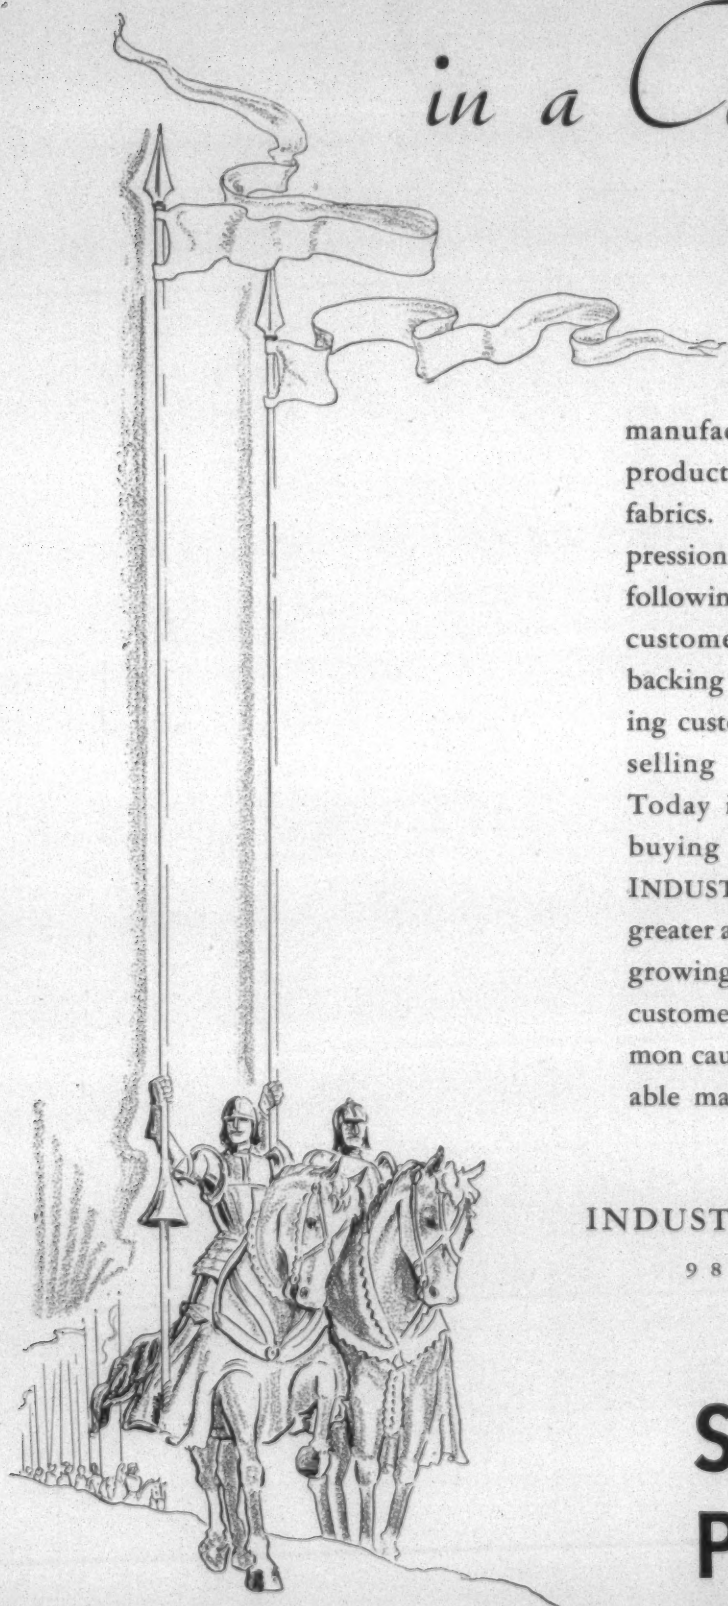 in a C
manufac
product
fabrics.
pression
followin
custome
backing
ing cust
selling
Today
buying
INDUST
greater a
growing
custome
mon cau
able ma
INDUST
9 8
S
P